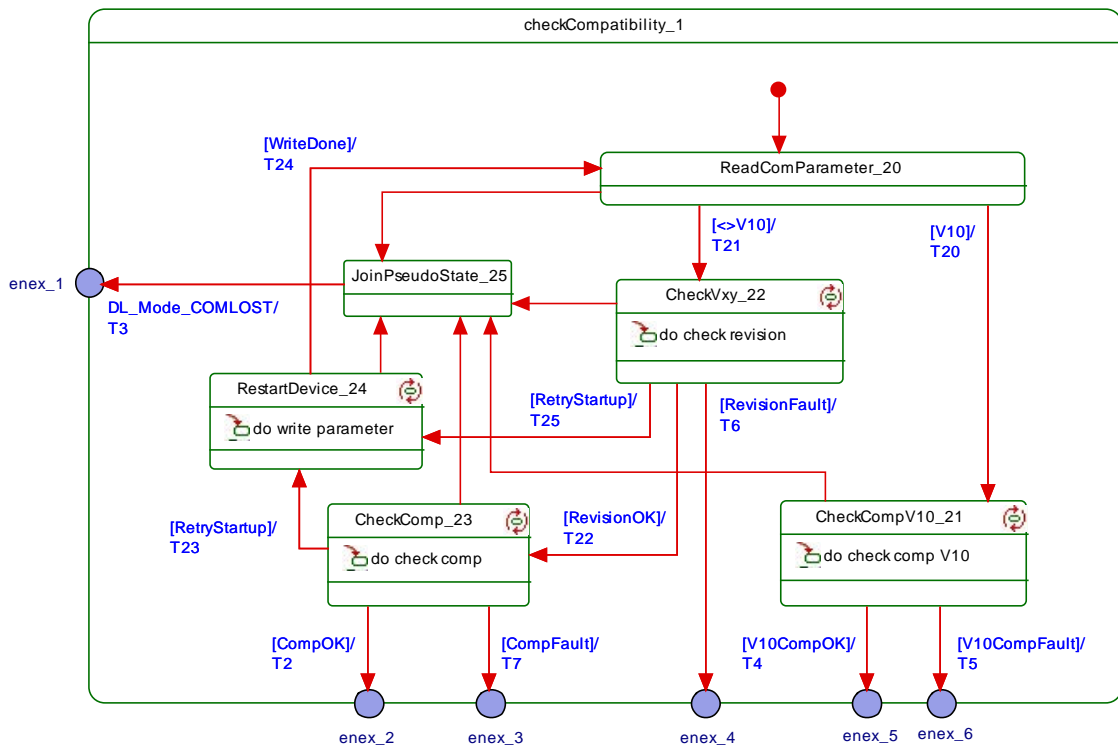 checkCompatibility_1
[WriteDone]/
T24
ReadComParameter_20
[<>V10]/
T21
[V10]/
T20
enex_1
JoinPseudoState_25
DL_Mode_COMLOST/
T3
CheckVxy_22
do check revision
RestartDevice_24
do write parameter
[RetryStartup]/
T25
[RevisionFault]/
T6
[RetryStartup]/
T23
CheckComp_23
do check comp
[RevisionOK]/
T22
CheckCompV10_21
do check comp V10
[CompOK]/
T2
[CompFault]/
T7
[V10CompOK]/
T4
[V10CompFault]/
T5
enex_2
enex_3
enex_4
enex_5
enex_6